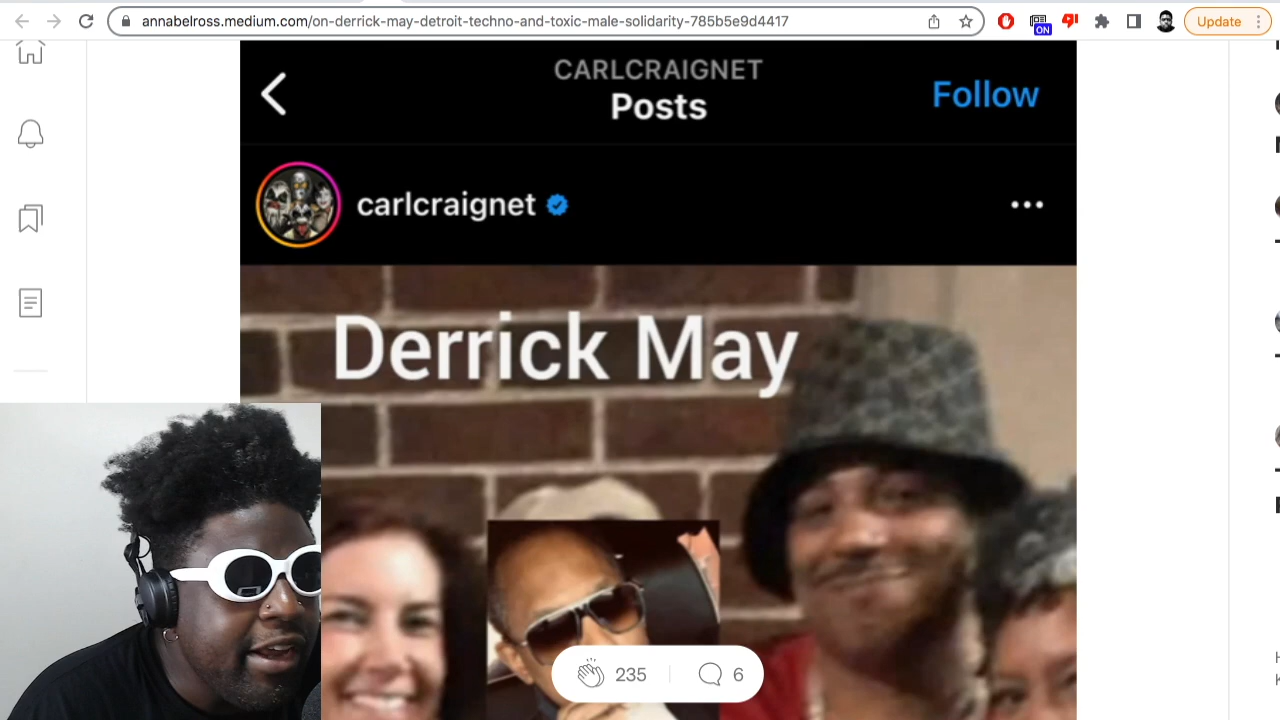 annabelross.medium.com/on-derrick-may-detroit-techno-and-toxic-male-solidarity-785b5e9d4417
ON
Update
CARLCRAIGNET
Posts
Follow
carlcraignet
Derrick May
235
6